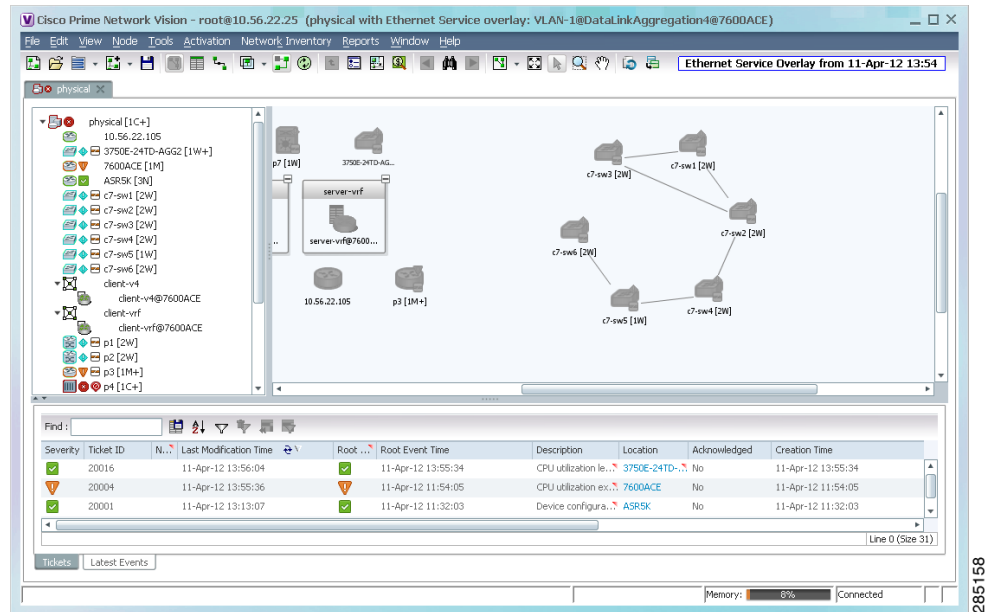 Cisco Prime Network Vision - root@10.56.22.25 (physical with Ethernet Service overlay: VLAN-1@DataLinkAggregation4@7600ACE)
File Edit View Node Tools Activation Network Inventory Reports Window Help
Ethernet Service Overlay from 11-Apr-12 13:54
physical
physical [1C+]
10.56.22.105
3750E-24TD-AGG2 [1W+]
7600ACE [1M]
ASR5K [3N]
c7-sw1 [2W]
c7-sw2 [2W]
c7-sw3 [2W]
c7-sw4 [2W]
c7-sw5 [1W]
c7-sw6 [2W]
client-v4
client-v4@7600ACE
client-vrf
client-vrf@7600ACE
p1 [2W]
p2 [2W]
p3 [1M+]
p4 [1C+]
p7 [1W]
3750E-24TD-AG...
server-vrf
..
server-vrf@7600...
10.56.22.105
p3 [1M+]
c7-sw3 [2W]
c7-sw1 [2W]
c7-sw2 [2W]
c7-sw6 [2W]
c7-sw5 [1W]
c7-sw4 [2W]
Find :
Severity Ticket ID N... Last Modification Time Root ... Root Event Time Description Location Acknowledged Creation Time
20016 11-Apr-12 13:56:04 11-Apr-12 13:55:34 CPU utilization le... 3750E-24TD-... No 11-Apr-12 13:55:34
20004 11-Apr-12 13:55:36 11-Apr-12 11:54:05 CPU utilization ex... 7600ACE No 11-Apr-12 11:54:05
20001 11-Apr-12 13:13:07 11-Apr-12 11:32:03 Device configura... ASR5K No 11-Apr-12 11:32:03
Line 0 (Size 31)
Tickets Latest Events
Memory: 8% Connected
285158